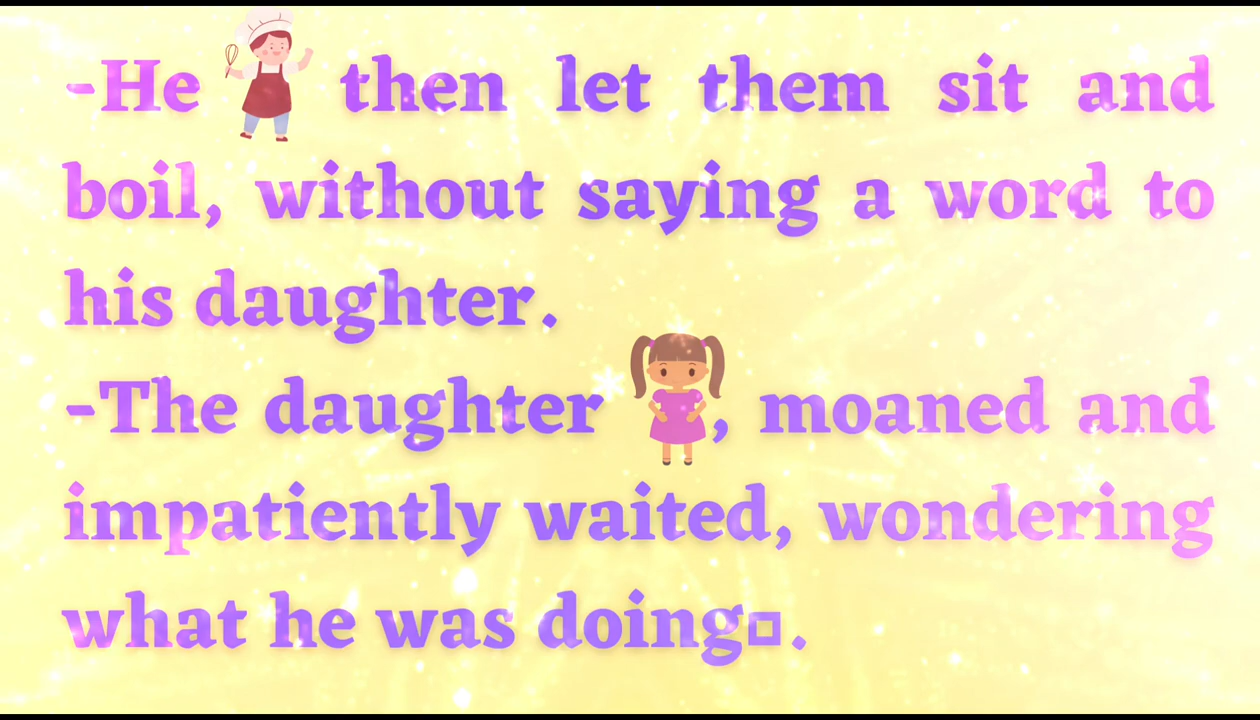 -He then let them sit and
boil, without saying a word to
his daughter.
-The daughter , moaned and
impatiently waited, wondering
what he was doing□.